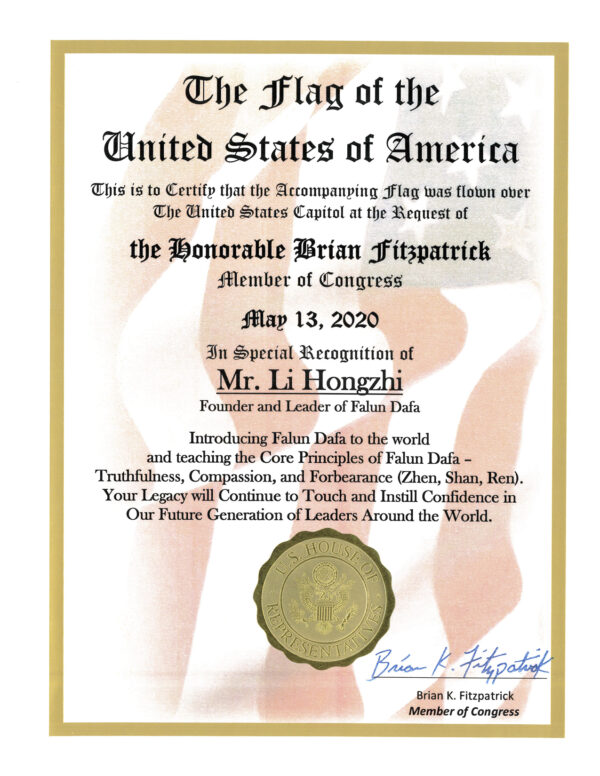 The Flag of the
United States of America
This is to Certify that the Accompanying Flag was flown over
The United States Capitol at the Request of
the Honorable Brian Fitzpatrick
Member of Congress
May 13, 2020
In Special Recognition of
Mr. Li Hongzhi
Founder and Leader of Falun Dafa
Introducing Falun Dafa to the world
and teaching the Core Principles of Falun Dafa –
Truthfulness, Compassion, and Forbearance (Zhen, Shan, Ren).
Your Legacy will Continue to Touch and Instill Confidence in
Our Future Generation of Leaders Around the World.
U.S. HOUSE OF
REPRESENTATIVES
Brian K. Fitzpatrick
Brian K. Fitzpatrick
Member of Congress